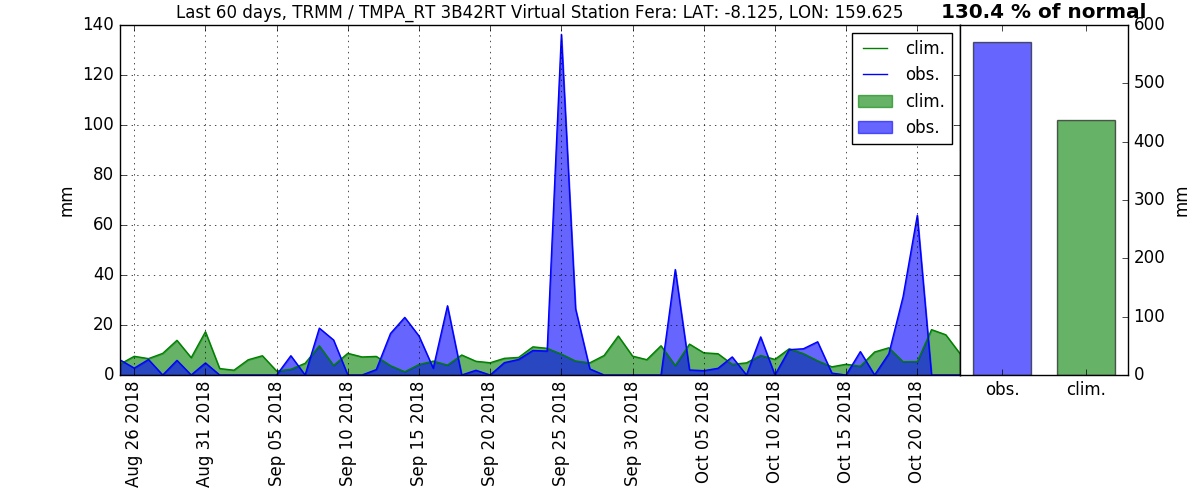 Last 60 days, TRMM / TMPA_RT 3B42RT Virtual Station Fera: LAT: -8.125, LON: 159.625
130.4 % of normal
140
120
100
80
60
40
20
0
mm
clim.
obs.
clim.
obs.
600
500
400
300
200
100
0
mm
Aug 26 2018
Aug 31 2018
Sep 05 2018
Sep 10 2018
Sep 15 2018
Sep 20 2018
Sep 25 2018
Sep 30 2018
Oct 05 2018
Oct 10 2018
Oct 15 2018
Oct 20 2018
obs.
clim.